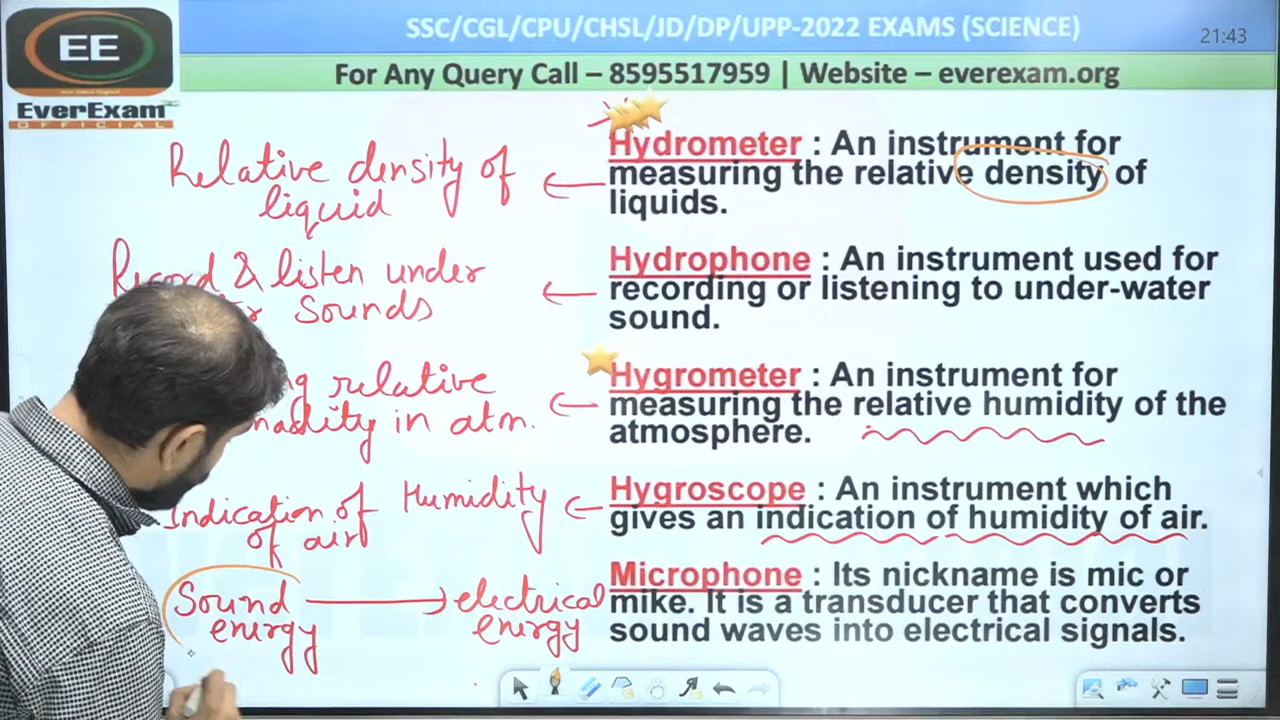 EE
EverExam
OFFICIAL
SSC/CGL/CPU/CHSL/JD/DP/UPP-2022 EXAMS (SCIENCE)
21:43
For Any Query Call – 8595517959 | Website – everexam.org
Relative density of
liquid
Hydrometer : An instrument for
measuring the relative density of
liquids.
Record & listen under
Sounds
Hydrophone : An instrument used for
recording or listening to under-water
sound.
relative
in atm.
Hygrometer : An instrument for
measuring the relative humidity of the
atmosphere.
Indication of Humidity
of air
Hygroscope : An instrument which
gives an indication of humidity of air.
Sound → electrical
energy energy
Microphone : Its nickname is mic or
mike. It is a transducer that converts
sound waves into electrical signals.